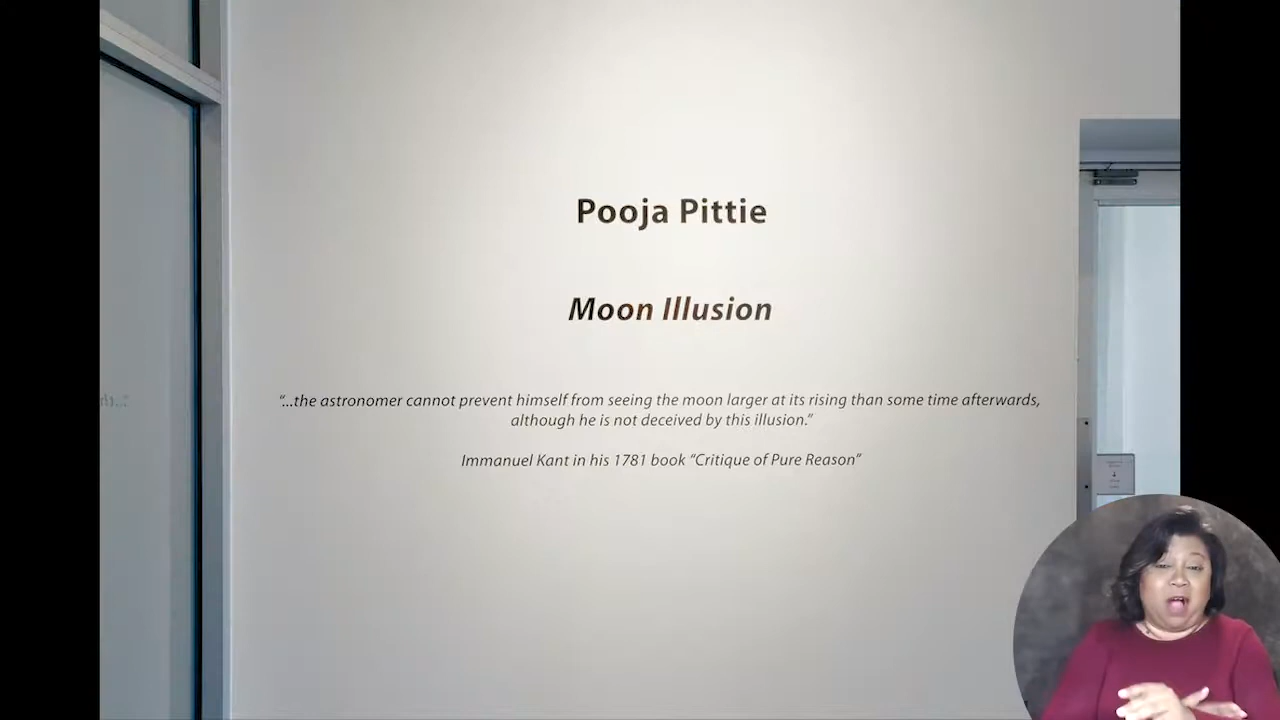 Pooja Pittie
Moon Illusion
“...the astronomer cannot prevent himself from seeing the moon larger at its rising than some time afterwards,
although he is not deceived by this illusion.”
Immanuel Kant in his 1781 book “Critique of Pure Reason”